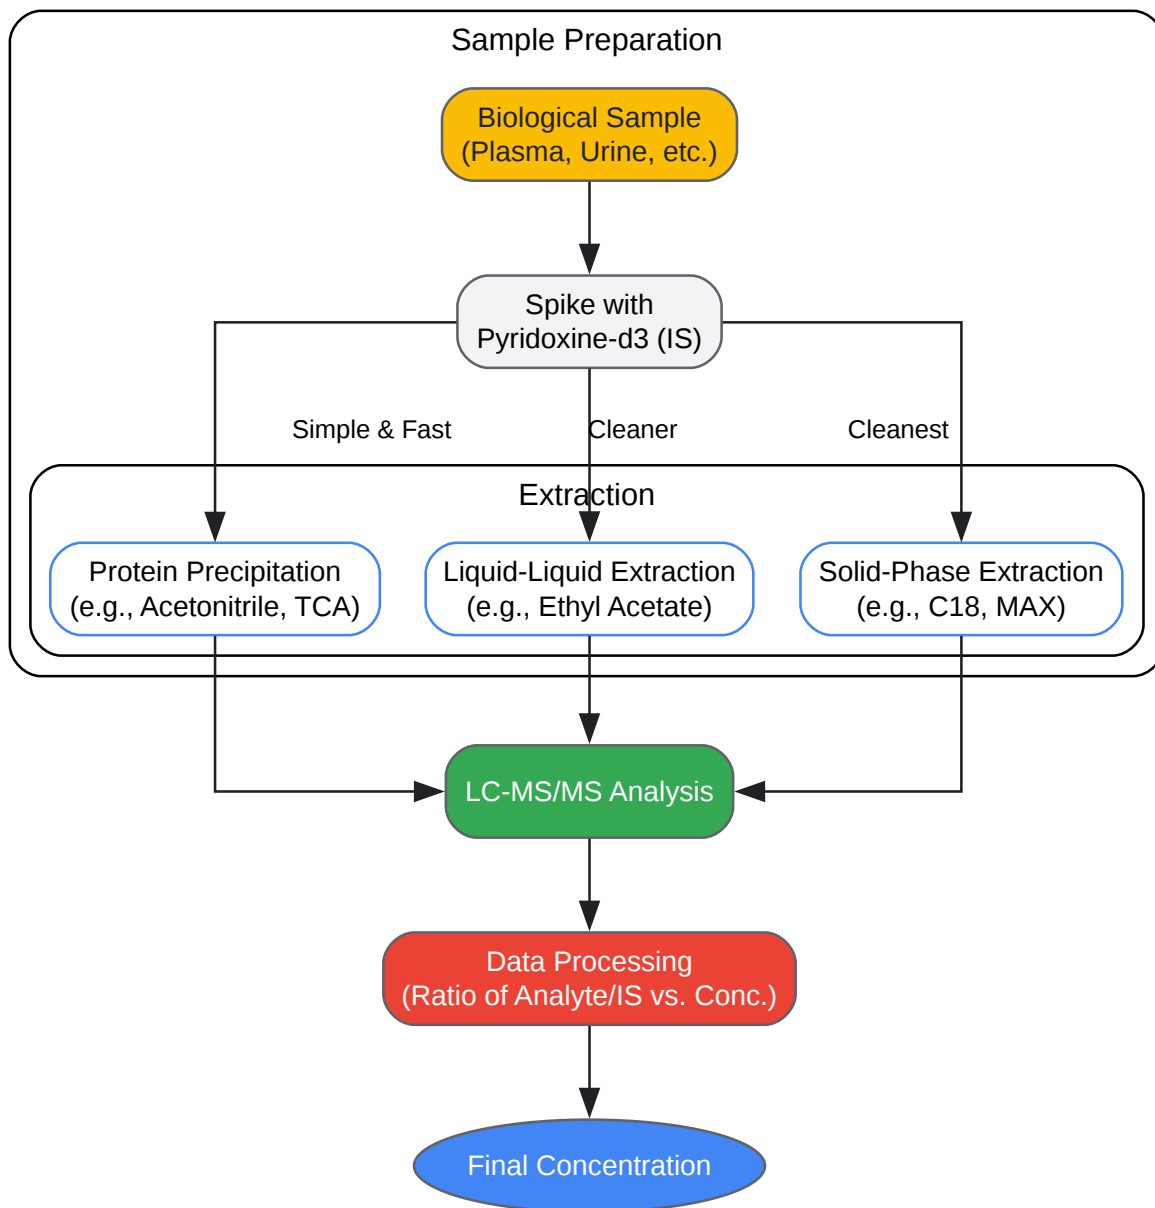 Sample Preparation
Biological Sample
(Plasma, Urine, etc.)
Spike with
Pyridoxine-d3 (IS)
Simple & Fast
Cleaner
Cleanest
Extraction
Protein Precipitation
(e.g., Acetonitrile, TCA)
Liquid-Liquid Extraction
(e.g., Ethyl Acetate)
Solid-Phase Extraction
(e.g., C18, MAX)
LC-MS/MS Analysis
Data Processing
(Ratio of Analyte/IS vs. Conc.)
Final Concentration